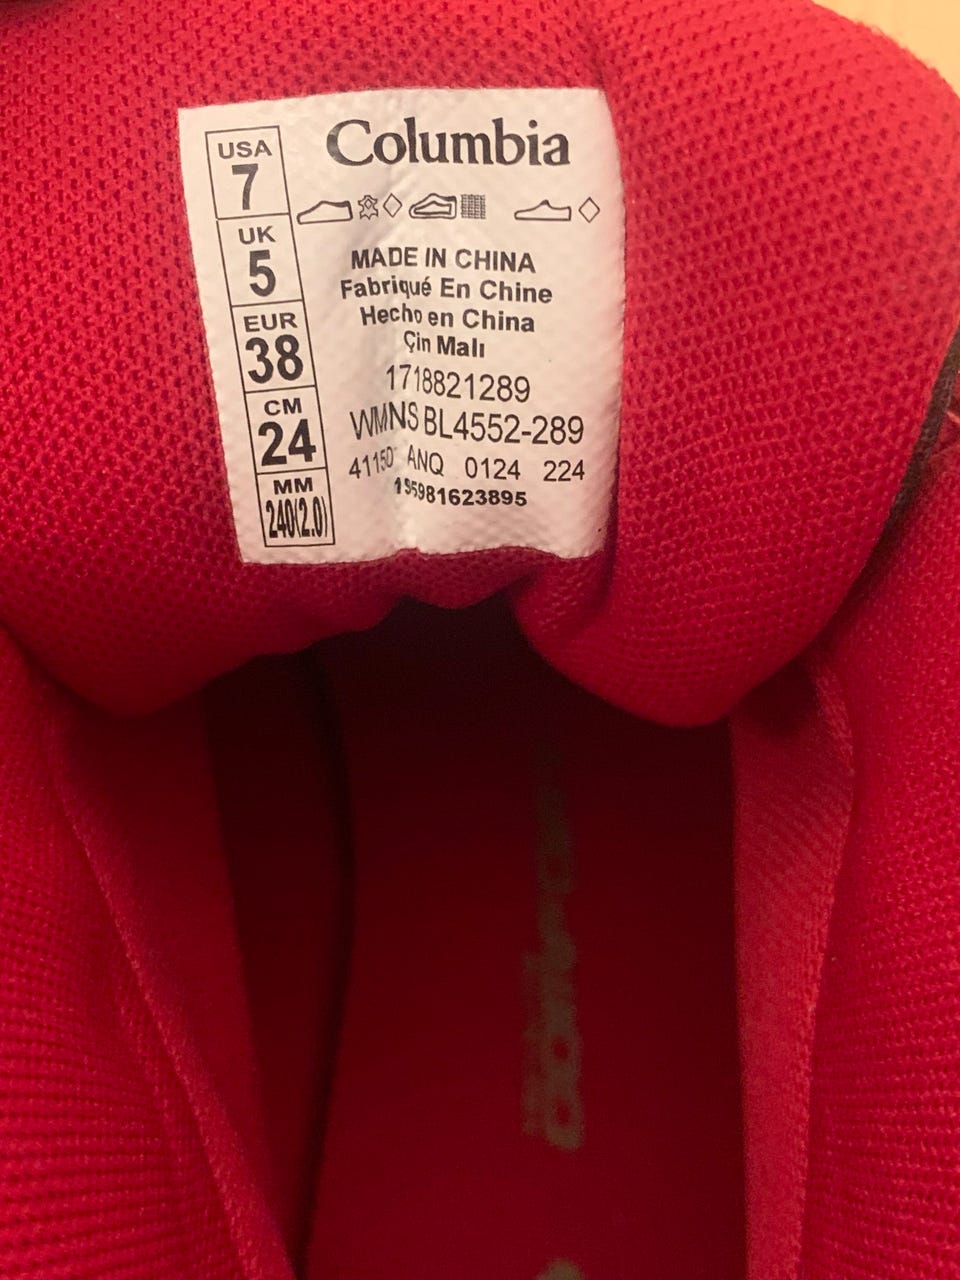 Columbia
USA
7
UK
5
EUR
38
CM
24
MM
240(2.0)
MADE IN CHINA
Fabriqué En Chine
Hecho en China
Çin Malı
1718821289
WMNS BL4552-289
ANQ 0124 224
195981623895